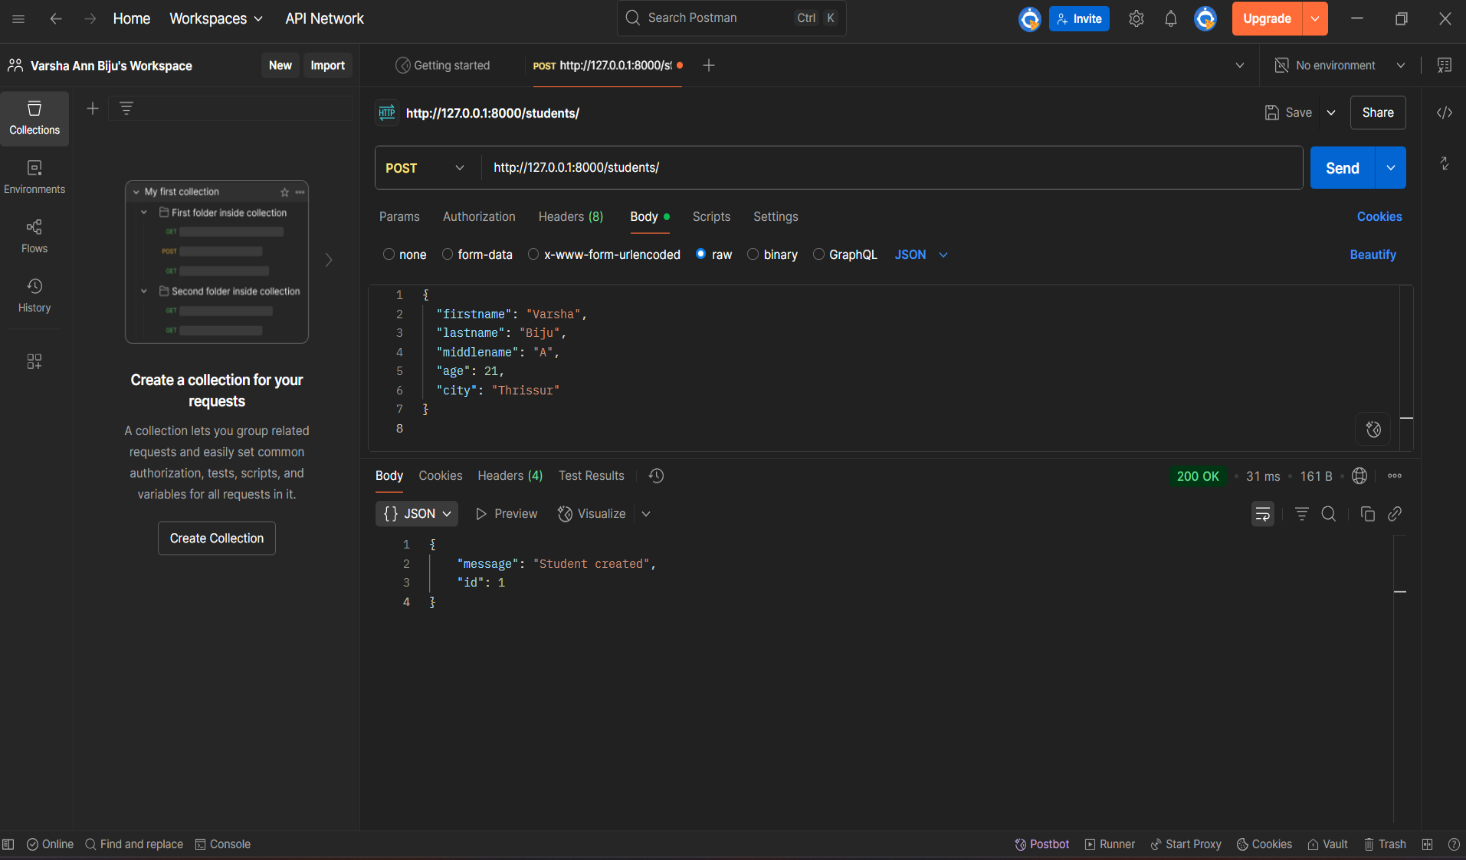 Home Workspaces API Network Search Postman Ctrl K Invite Upgrade
Varsha Ann Biju's Workspace New Import Getting started POST http://127.0.0.1:8000/s No environment
Collections
Environments
Flows
History
My first collection
First folder inside collection
GET
POST
GET
Second folder inside collection
GET
GET
Create a collection for your
requests
A collection lets you group related
requests and easily set common
authorization, tests, scripts, and
variables for all requests in it.
Create Collection
HTTP http://127.0.0.1:8000/students/ Save Share
POST http://127.0.0.1:8000/students/ Send
Params Authorization Headers (8) Body Scripts Settings Cookies
none form-data x-www-form-urlencoded raw binary GraphQL JSON Beautify
1 {
2 "firstname": "Varsha",
3 "lastname": "Biju",
4 "middlename": "A",
5 "age": 21,
6 "city": "Thrissur"
7 }
8
Body Cookies Headers (4) Test Results 200 OK • 31 ms • 161 B
{} JSON Preview Visualize
1 {
2 "message": "Student created",
3 "id": 1
4 }
Online Find and replace Console Postbot Runner Start Proxy Cookies Vault Trash